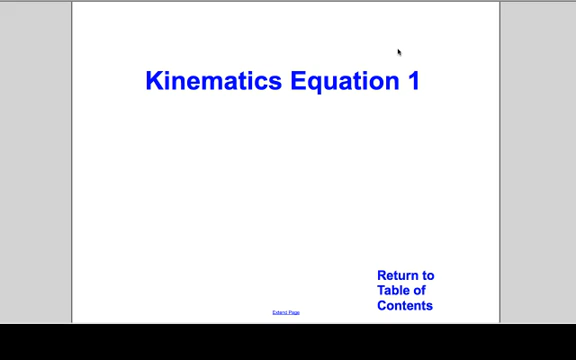 Kinematics Equation 1
Return to
Table of
Contents
Extend Page